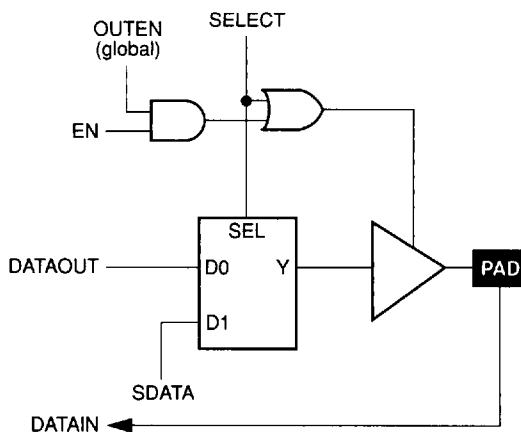 OUTEN
(global)
SELECT
EN
SEL
DATAOUT
D0
Y
PAD
D1
SDATA
DATAIN